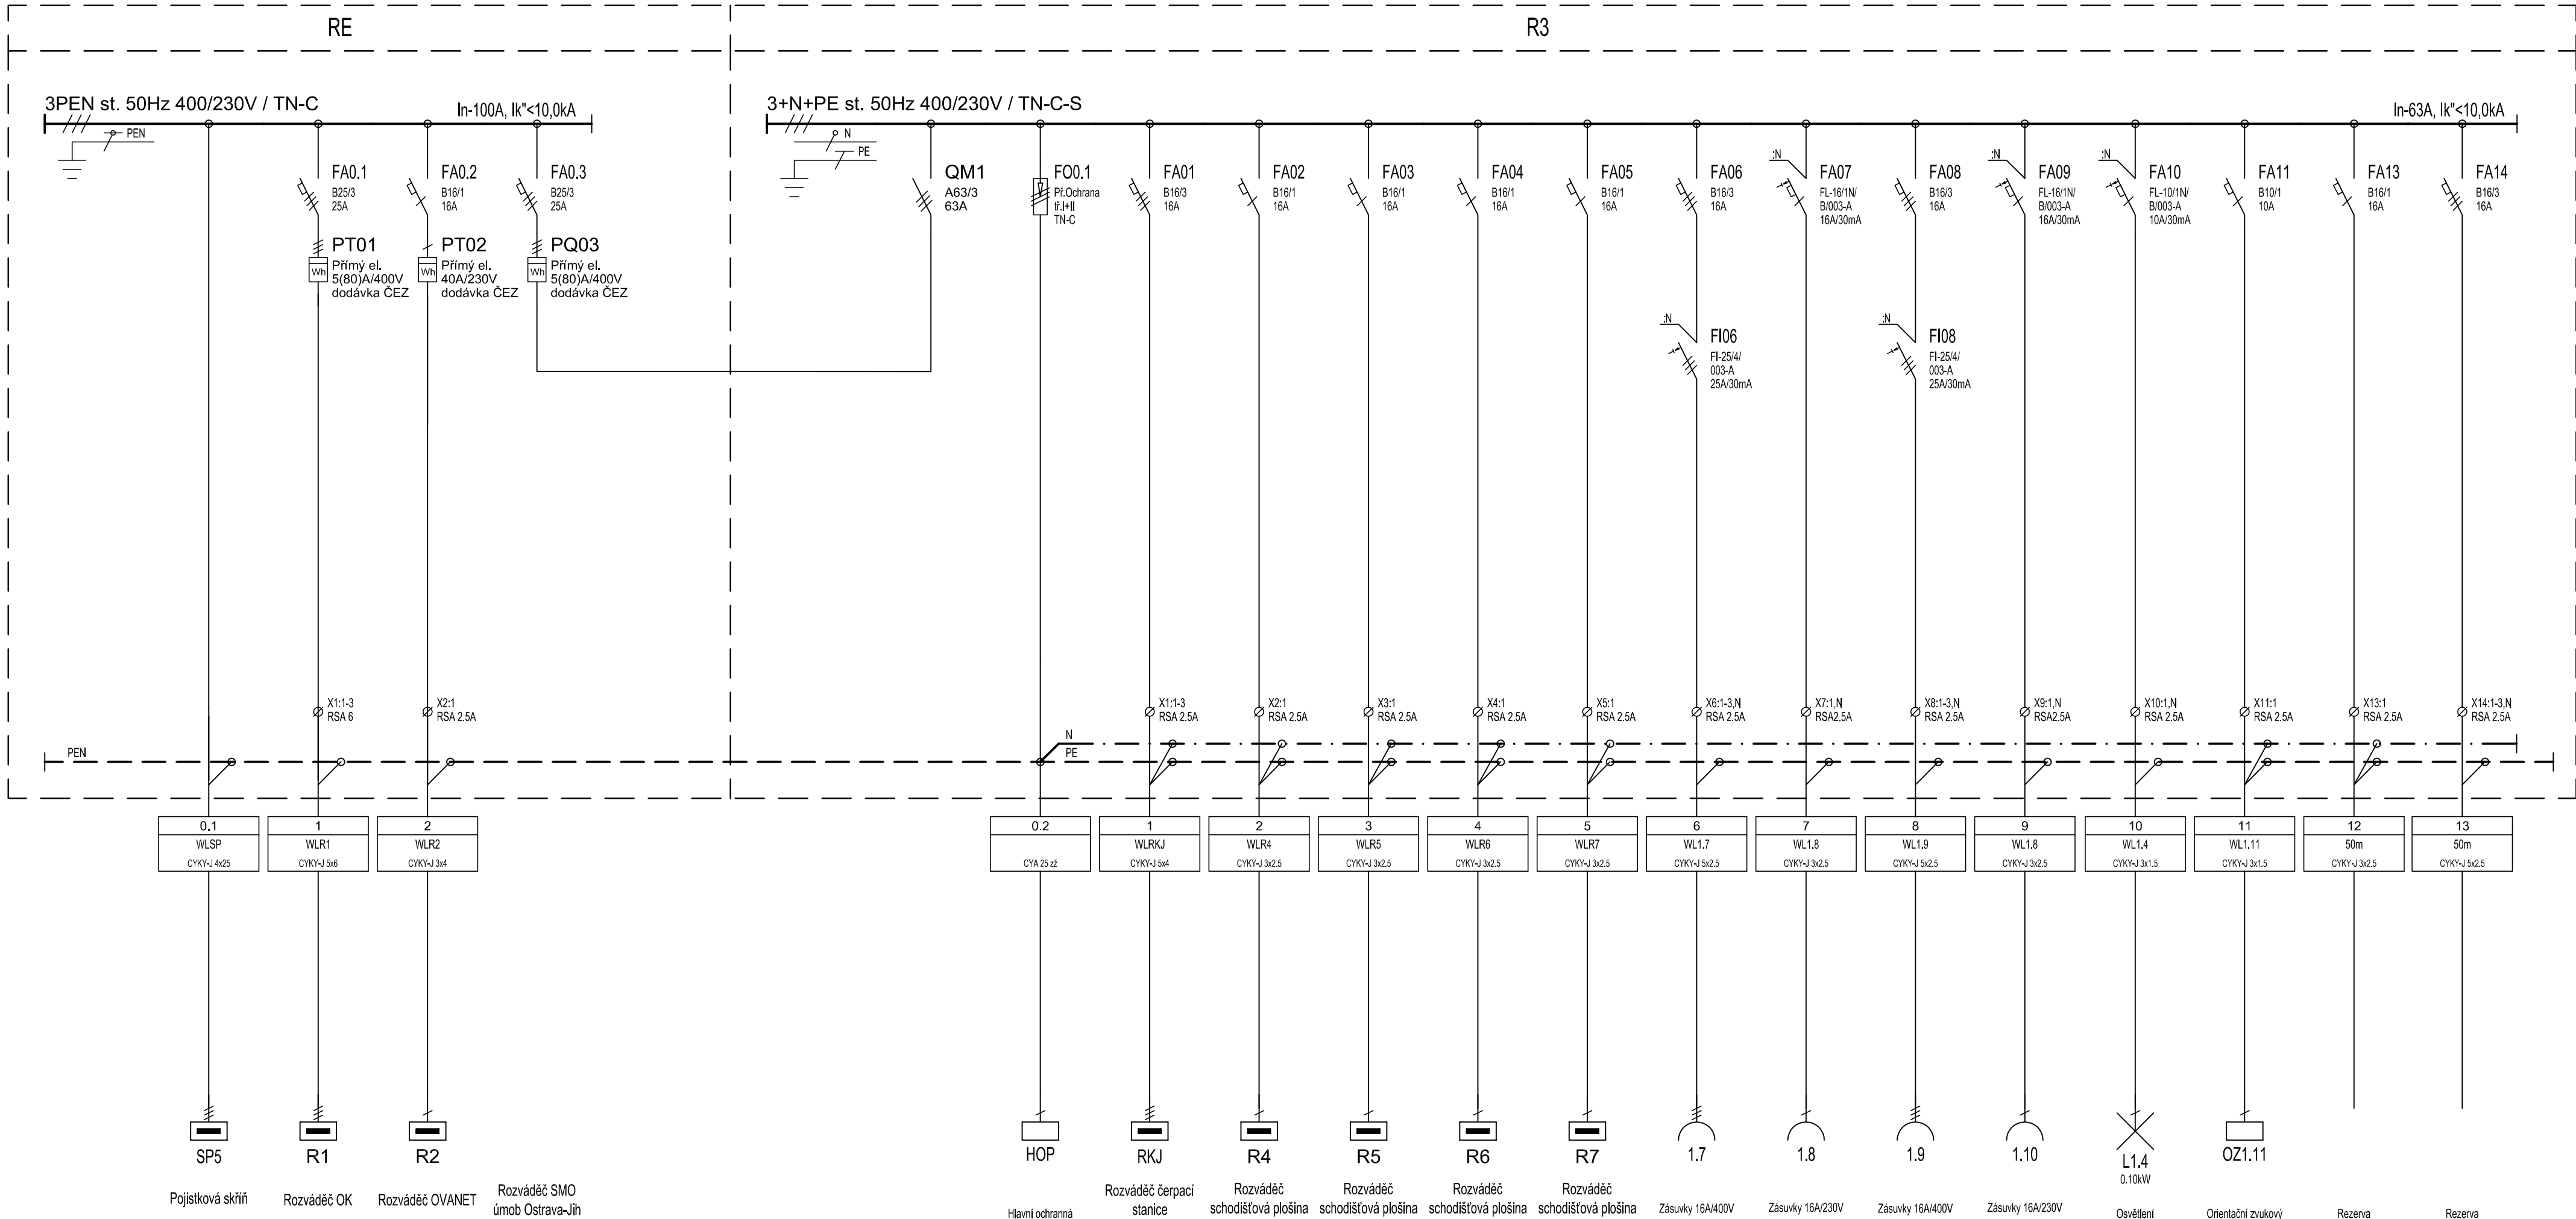 RE
R3
3PEN st. 50Hz 400/230V / TN-C
In-100A, Ik"<10,0kA
PEN
3+N+PE st. 50Hz 400/230V / TN-C-S
In-63A, Ik"<10,0kA
N
PE
FA0.1
B25/3
25A
FA0.2
B16/1
16A
FA0.3
B25/3
25A
PT01
Wh
Přímý el.
5(80)A/400V
dodávka ČEZ
PT02
Wh
Přímý el.
40A/230V
dodávka ČEZ
PQ03
Wh
Přímý el.
5(80)A/400V
dodávka ČEZ
QM1
A63/3
63A
FO0.1
Př.Ochrana
tř.I+II
TN-C
FA01
B16/3
16A
FA02
B16/1
16A
FA03
B16/1
16A
FA04
B16/1
16A
FA05
B16/1
16A
FA06
B16/3
16A
:N
FA07
FL-16/1N/
B/003-A
16A/30mA
FA08
B16/3
16A
:N
FA09
FL-16/1N/
B/003-A
16A/30mA
:N
FA10
FL-10/1N/
B/003-A
10A/30mA
FA11
B10/1
10A
FA13
B16/1
16A
FA14
B16/3
16A
:N
FI06
FI-25/4/
003-A
25A/30mA
:N
FI08
FI-25/4/
003-A
25A/30mA
X1:1-3
RSA 6
X2:1
RSA 2.5A
X1:1-3
RSA 2.5A
X2:1
RSA 2.5A
X3:1
RSA 2.5A
X4:1
RSA 2.5A
X5:1
RSA 2.5A
X6:1-3,N
RSA 2.5A
X7:1,N
RSA2.5A
X8:1-3,N
RSA 2.5A
X9:1,N
RSA2.5A
X10:1,N
RSA 2.5A
X11:1
RSA 2.5A
X13:1
RSA 2.5A
X14:1-3,N
RSA 2.5A
PEN
N
PE
0.1
WLSP
CYKY-J 4x25
1
WLR1
CYKY-J 5x6
2
WLR2
CYKY-J 3x4
0.2
CYA 25 zž
1
WLRKJ
CYKY-J 5x4
2
WLR4
CYKY-J 3x2.5
3
WLR5
CYKY-J 3x2.5
4
WLR6
CYKY-J 3x2.5
5
WLR7
CYKY-J 3x2.5
6
WL1.7
CYKY-J 5x2.5
7
WL1.8
CYKY-J 3x2.5
8
WL1.9
CYKY-J 5x2.5
9
WL1.8
CYKY-J 3x2.5
10
WL1.4
CYKY-J 3x1.5
11
WL1.11
CYKY-J 3x1.5
12
50m
CYKY-J 3x2.5
13
50m
CYKY-J 5x2.5
SP5
Pojistková skříň
R1
Rozváděč OK
R2
Rozváděč OVANET
Rozváděč SMO
úmob Ostrava-Jih
HOP
Hlavní ochranná
RKJ
Rozváděč čerpací
stanice
R4
Rozváděč
schodišťová plošina
R5
Rozváděč
schodišťová plošina
R6
Rozváděč
schodišťová plošina
R7
Rozváděč
schodišťová plošina
1.7
Zásuvky 16A/400V
1.8
Zásuvky 16A/230V
1.9
Zásuvky 16A/400V
1.10
Zásuvky 16A/230V
L1.4
0.10kW
Osvětlení
OZ1.11
Orientační zvukový
Rezerva
Rezerva